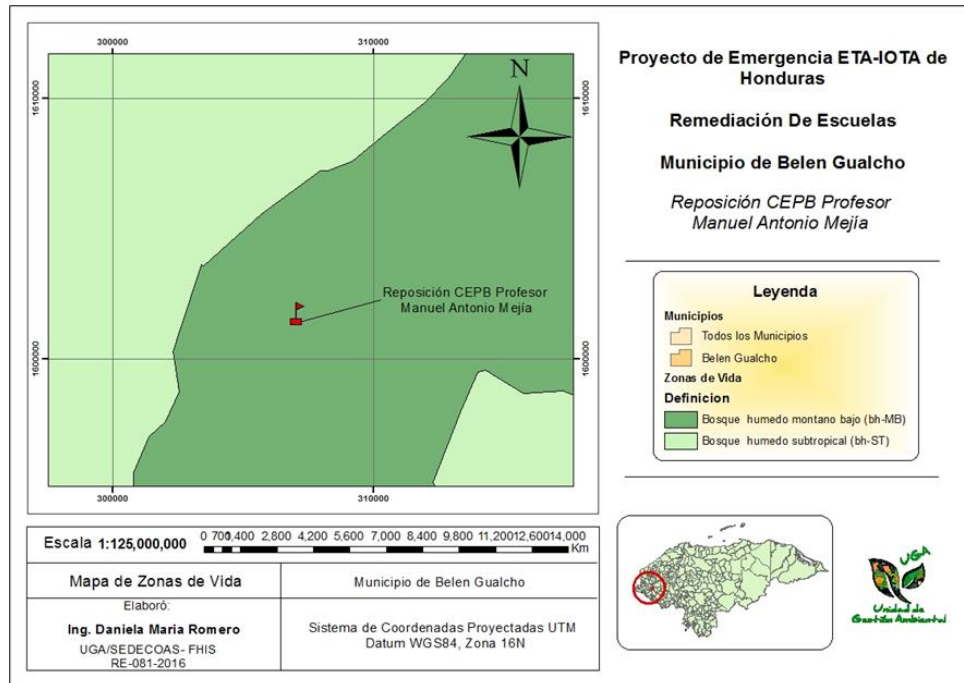 Proyecto de Emergencia ETA-IOTA de
Honduras
Remediación De Escuelas
Municipio de Belen Gualcho
Reposición CEPB Profesor
Manuel Antonio Mejía
300000
310000
N
1610000
1610000
Reposición CEPB Profesor
Manuel Antonio Mejía
1600000
1600000
300000
310000
Leyenda
Municipios
Todos los Municipios
Belen Gualcho
Zonas de Vida
Definicion
Bosque humedo montano bajo (bh-MB)
Bosque humedo subtropical (bh-ST)
Escala 1:125,000,000
0 700 1,400 2,800 4,200 5,600 7,000 8,400 9,800 11,200 12,600 14,000
Km
Mapa de Zonas de Vida
Municipio de Belen Gualcho
Elaboró:
Ing. Daniela Maria Romero
UGA/SEDECOAS- FHIS
RE-081-2016
Sistema de Coordenadas Proyectadas UTM
Datum WGS84, Zona 16N
UGA
Unidad de
Gestión Ambiental